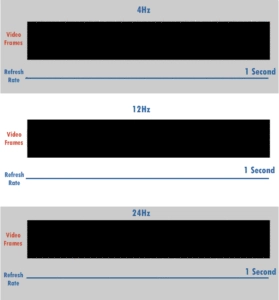 4Hz
Video
Frames
Refresh
Rate
1 Second
12Hz
Video
Frames
Refresh
Rate
1 Second
24Hz
Video
Frames
Refresh
Rate
1 Second